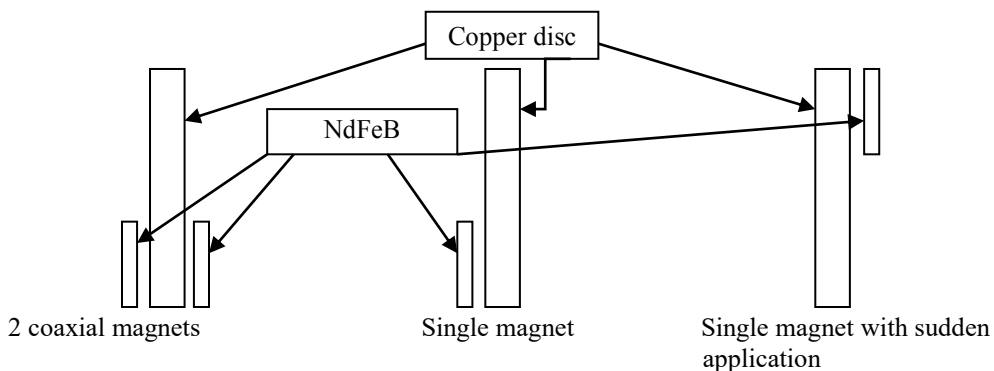 Copper disc
NdFeB
2 coaxial magnets
Single magnet
Single magnet with sudden
application